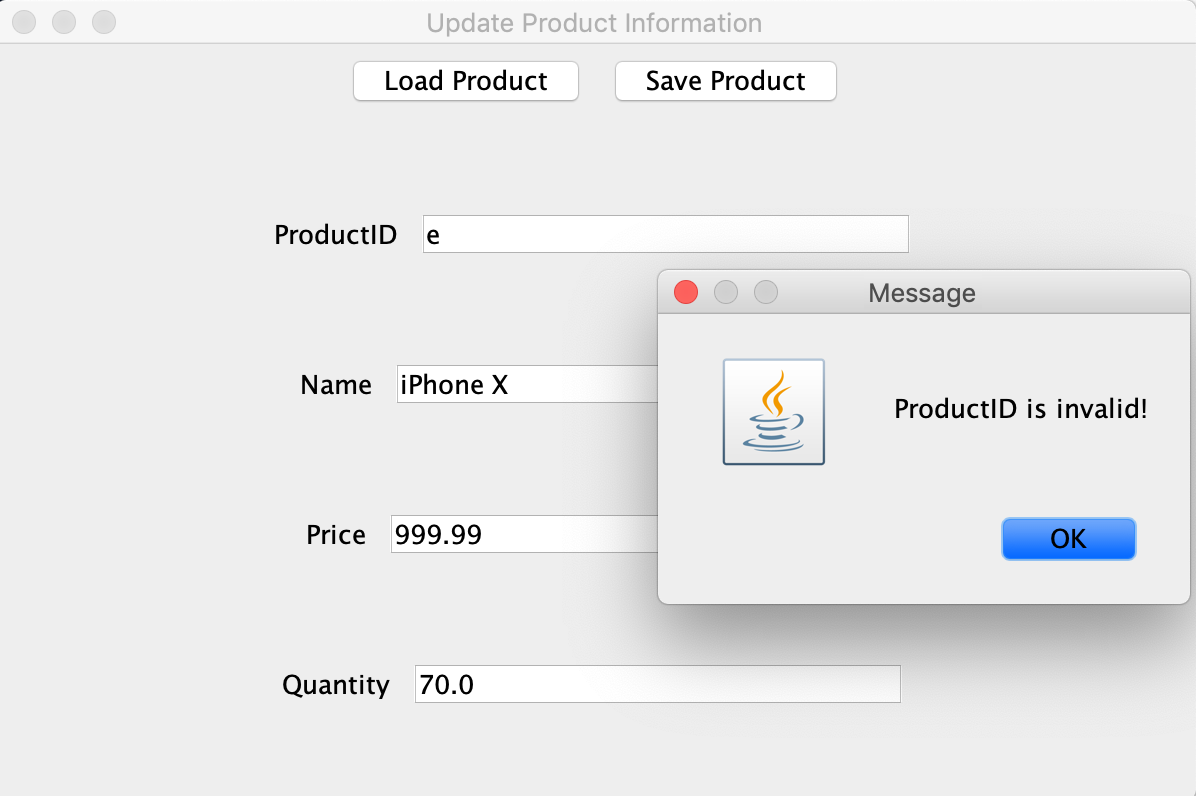 Update Product Information
Load Product Save Product
ProductID e
Message
Name iPhone X
ProductID is invalid!
Price 999.99
OK
Quantity 70.0